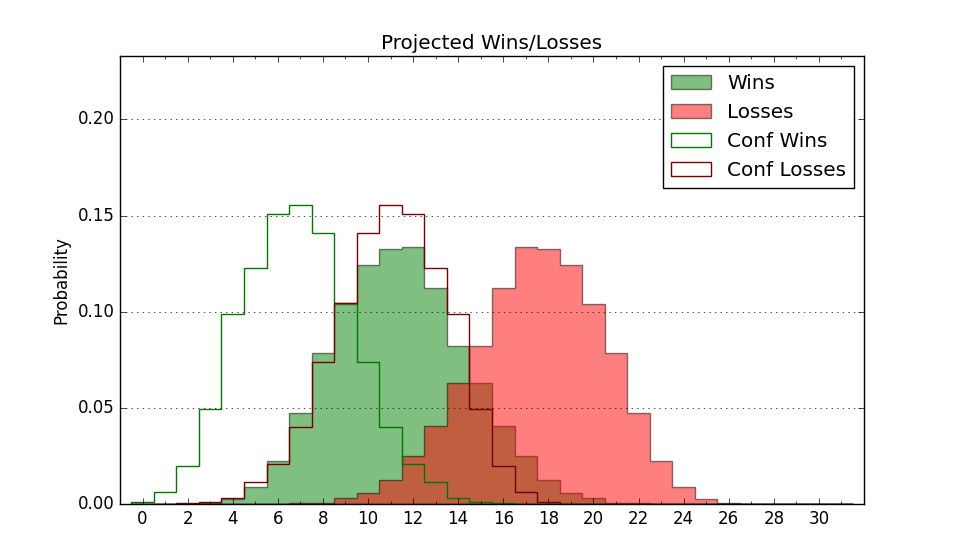 Projected Wins/Losses
Wins
Losses
Conf Wins
Conf Losses
Probability
0.20
0.15
0.10
0.05
0.00
0 2 4 6 8 10 12 14 16 18 20 22 24 26 28 30